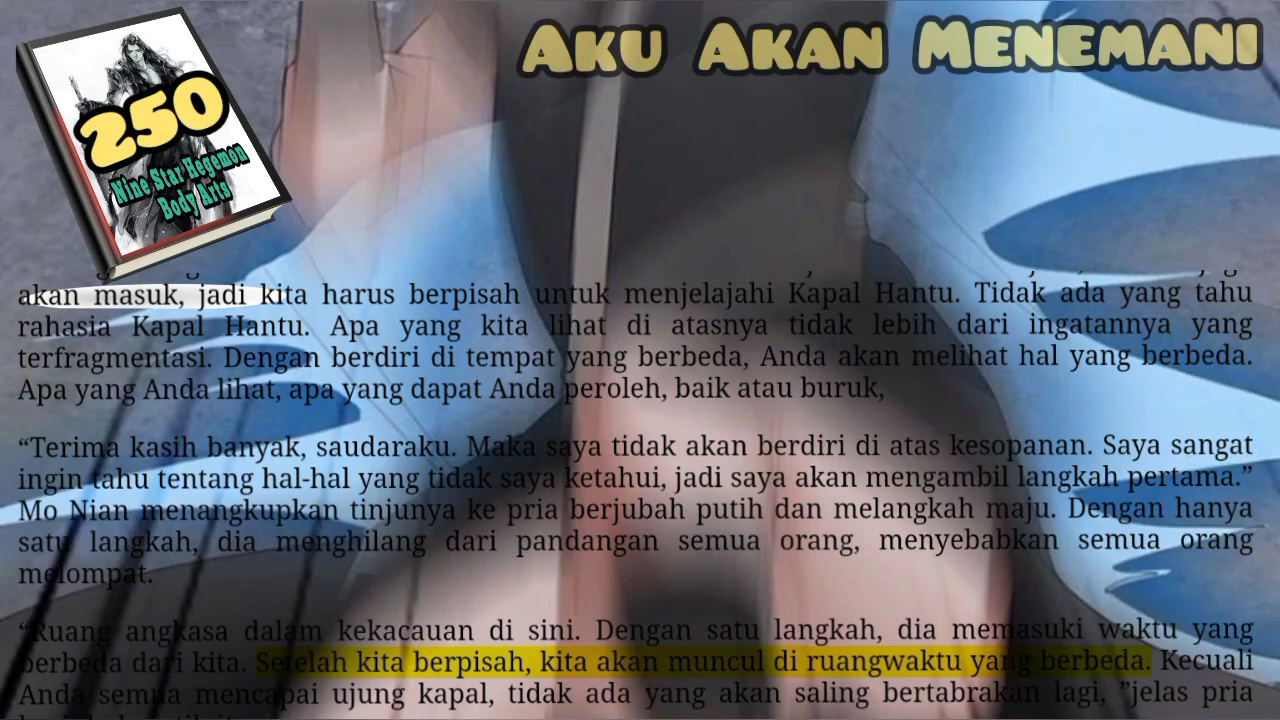 Aku Akan Menemani
250
Nine Star Hegemon
Body Arts
akan masuk, jadi kita harus berpisah untuk menjelajahi Kapal Hantu. Tidak ada yang tahu
rahasia Kapal Hantu. Apa yang kita lihat di atasnya tidak lebih dari ingatannya yang
terfragmentasi. Dengan berdiri di tempat yang berbeda, Anda akan melihat hal yang berbeda.
Apa yang Anda lihat, apa yang dapat Anda peroleh, baik atau buruk,
“Terima kasih banyak, saudaraku. Maka saya tidak akan berdiri di atas kesopanan. Saya sangat
ingin tahu tentang hal-hal yang tidak saya ketahui, jadi saya akan mengambil langkah pertama.”
Mo Nian menangkupkan tinjunya ke pria berjubah putih dan melangkah maju. Dengan hanya
satu langkah, dia menghilang dari pandangan semua orang, menyebabkan semua orang
melompat.
“Ruang angkasa dalam kekacauan di sini. Dengan satu langkah, dia memasuki waktu yang
berbeda dari kita. Setelah kita berpisah, kita akan muncul di ruangwaktu yang berbeda. Kecuali
Anda semua mencapai ujung kapal, tidak ada yang akan saling bertabrakan lagi, ”jelas pria